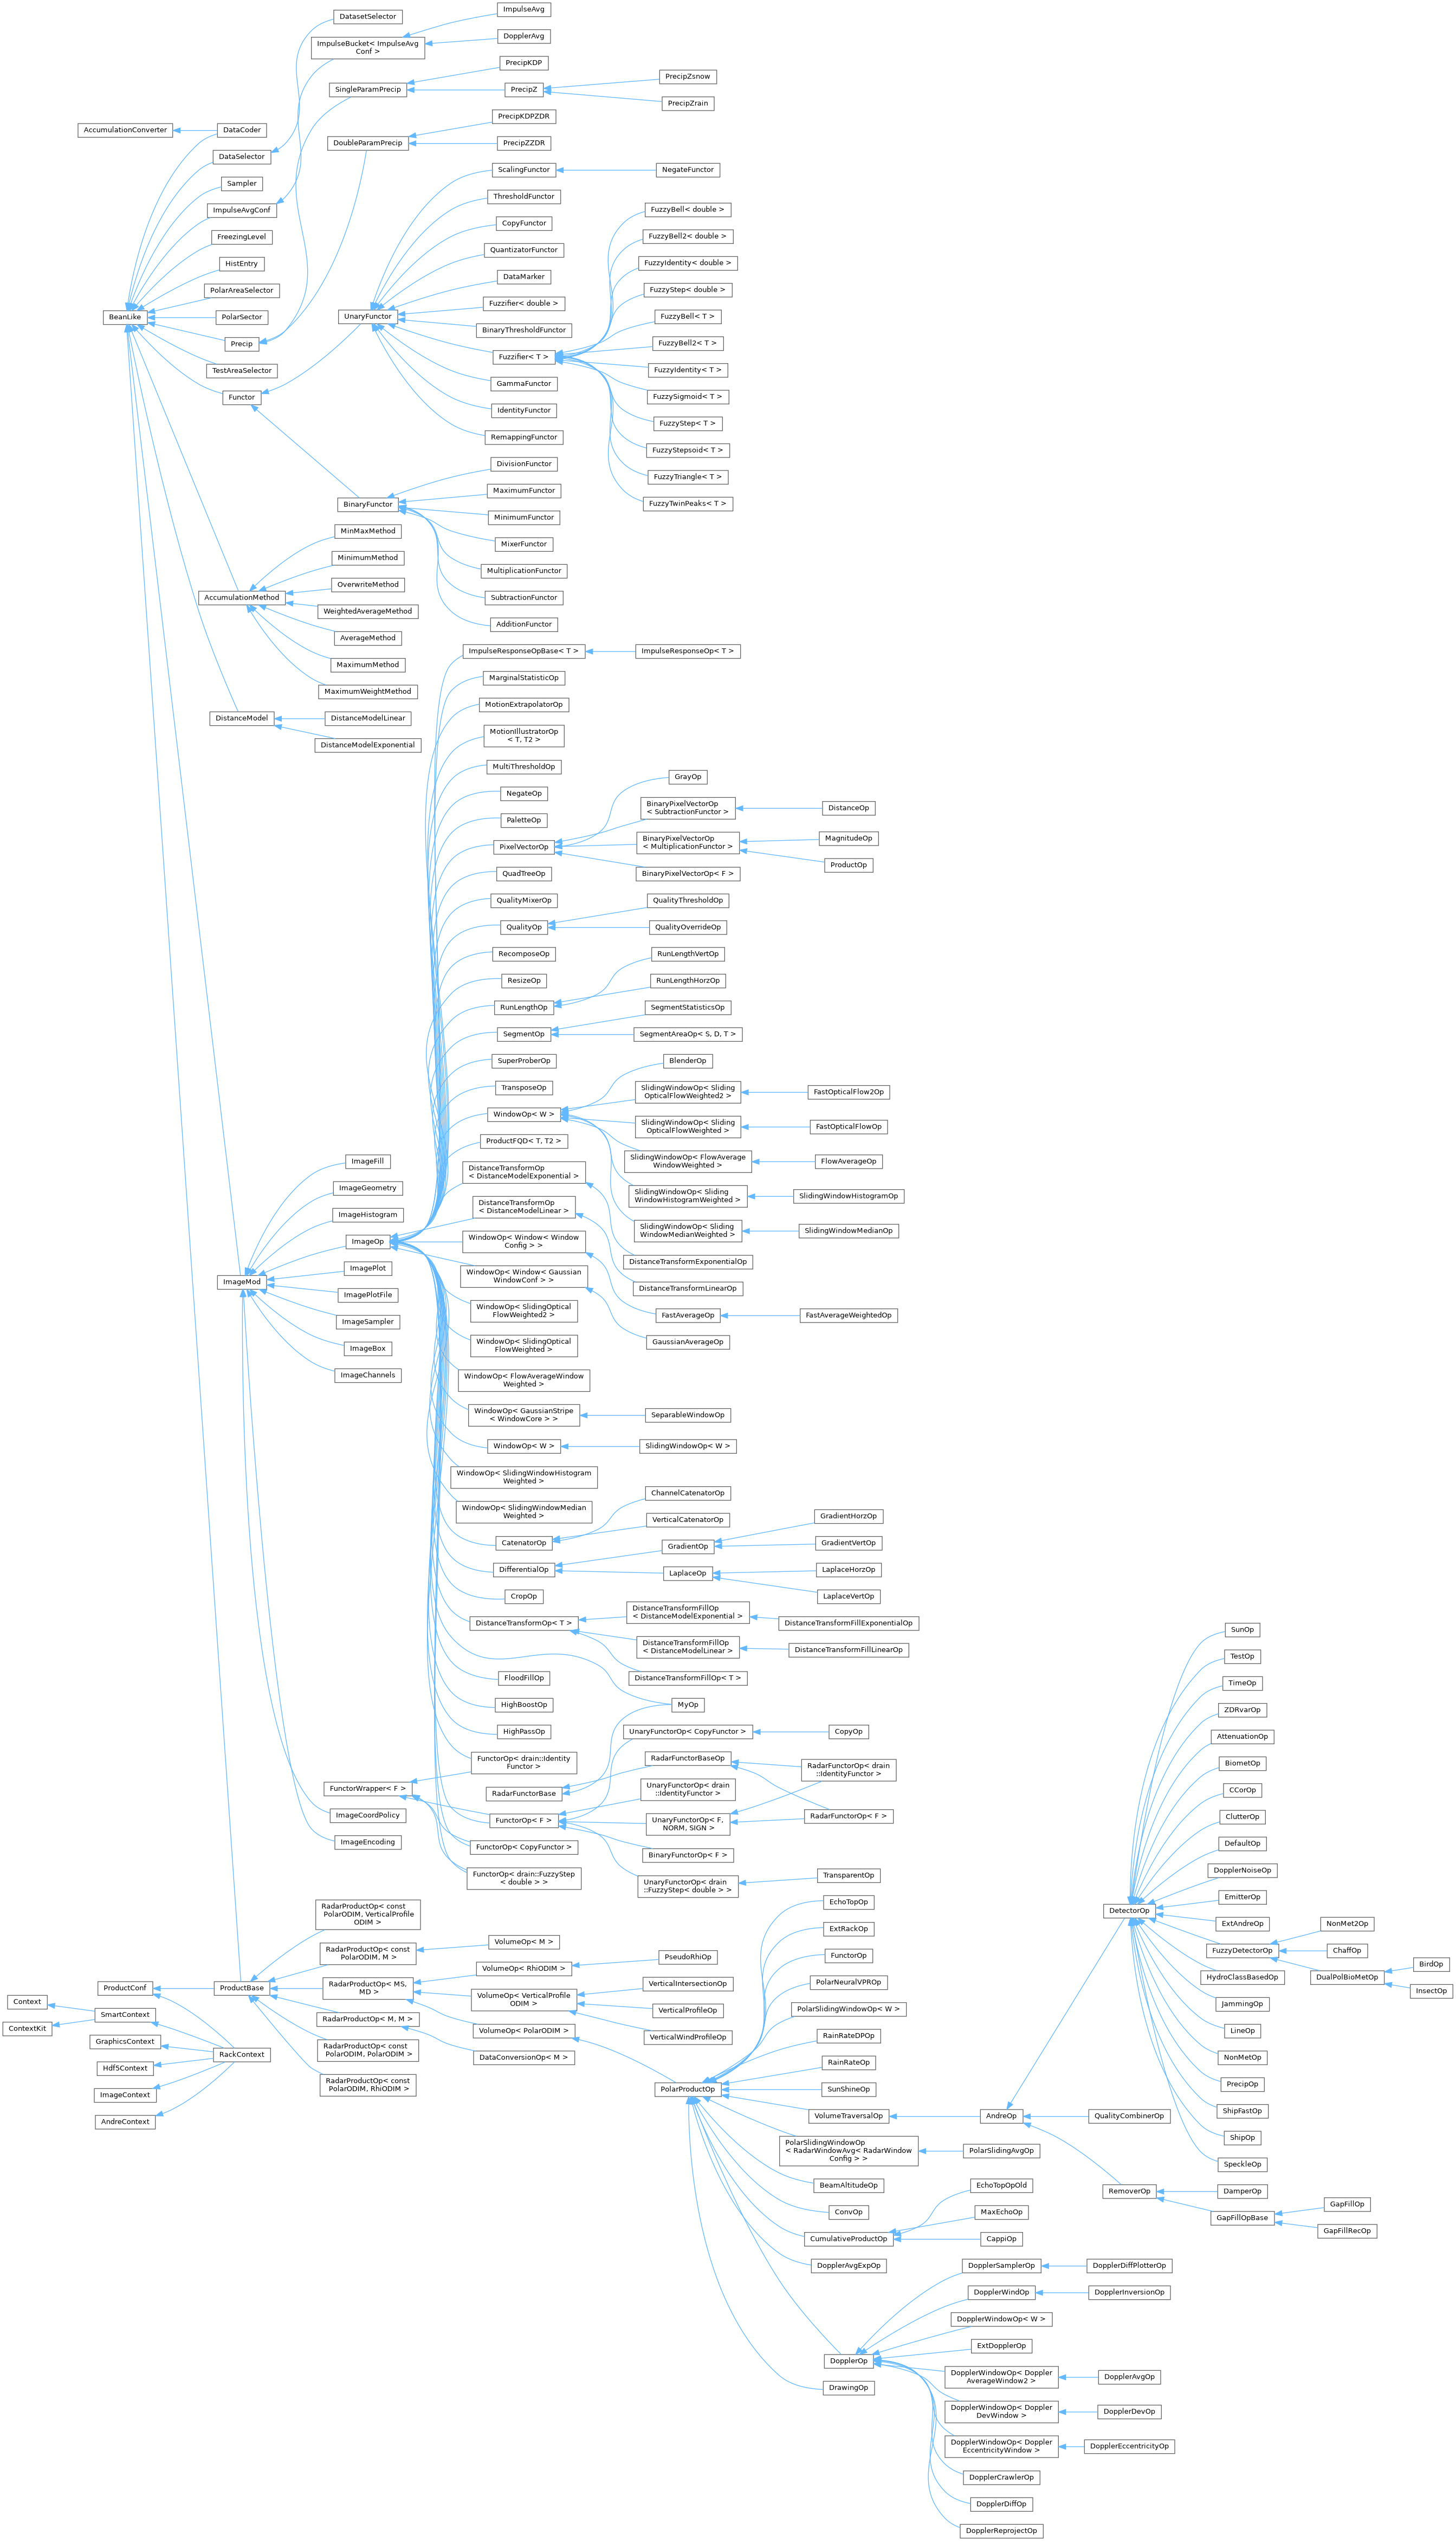 DatasetSelector
ImpulseBucket< ImpulseAvg
Conf >
ImpulseAvg
DopplerAvg
SingleParamPrecip
PrecipKDP
PrecipZ
PrecipZsnow
PrecipZrain
AccumulationConverter
DataCoder
DataSelector
DoubleParamPrecip
PrecipKDPZDR
PrecipZZDR
Sampler
ImpulseAvgConf
FreezingLevel
HistEntry
PolarAreaSelector
BeanLike
PolarSector
Precip
TestAreaSelector
Functor
UnaryFunctor
ScalingFunctor
NegateFunctor
ThresholdFunctor
CopyFunctor
QuantizatorFunctor
DataMarker
Fuzzifier< double >
BinaryThresholdFunctor
Fuzzifier< T >
GammaFunctor
IdentityFunctor
RemappingFunctor
FuzzyBell< double >
FuzzyBell2< double >
FuzzyIdentity< double >
FuzzyStep< double >
FuzzyBell< T >
FuzzyBell2< T >
FuzzyIdentity< T >
FuzzySigmoid< T >
FuzzyStep< T >
FuzzyStepsoid< T >
FuzzyTriangle< T >
FuzzyTwinPeaks< T >
BinaryFunctor
DivisionFunctor
MaximumFunctor
MinimumFunctor
MixerFunctor
MultiplicationFunctor
SubtractionFunctor
AdditionFunctor
AccumulationMethod
MinMaxMethod
MinimumMethod
OverwriteMethod
WeightedAverageMethod
AverageMethod
MaximumMethod
MaximumWeightMethod
DistanceModel
DistanceModelLinear
DistanceModelExponential
ImpulseResponseOpBase< T >
ImpulseResponseOp< T >
MarginalStatisticOp
MotionExtrapolatorOp
MotionIllustratorOp
< T, T2 >
MultiThresholdOp
NegateOp
PaletteOp
PixelVectorOp
GrayOp
BinaryPixelVectorOp
< SubtractionFunctor >
DistanceOp
BinaryPixelVectorOp
< MultiplicationFunctor >
MagnitudeOp
ProductOp
BinaryPixelVectorOp< F >
QuadTreeOp
QualityMixerOp
QualityOp
QualityThresholdOp
QualityOverrideOp
RecomposeOp
ResizeOp
RunLengthOp
RunLengthVertOp
RunLengthHorzOp
SegmentOp
SegmentStatisticsOp
SegmentAreaOp< S, D, T >
SuperProberOp
TransposeOp
WindowOp< W >
BlenderOp
SlidingWindowOp< Sliding
OpticalFlowWeighted2 >
FastOpticalFlow2Op
SlidingWindowOp< Sliding
OpticalFlowWeighted >
FastOpticalFlowOp
SlidingWindowOp< FlowAverage
WindowWeighted >
FlowAverageOp
SlidingWindowOp< Sliding
WindowHistogramWeighted >
SlidingWindowHistogramOp
SlidingWindowOp< Sliding
WindowMedianWeighted >
SlidingWindowMedianOp
ProductFQD< T, T2 >
DistanceTransformOp
< DistanceModelExponential >
DistanceTransformExponentialOp
DistanceTransformOp
< DistanceModelLinear >
DistanceTransformLinearOp
WindowOp< Window< Window
Config > >
FastAverageOp
FastAverageWeightedOp
WindowOp< Window< Gaussian
WindowConf > >
GaussianAverageOp
ImageMod
ImageFill
ImageGeometry
ImageHistogram
ImageOp
ImagePlot
ImagePlotFile
ImageSampler
ImageBox
ImageChannels
WindowOp< SlidingOptical
FlowWeighted2 >
WindowOp< SlidingOptical
FlowWeighted >
WindowOp< FlowAverageWindow
Weighted >
WindowOp< GaussianStripe
< WindowCore > >
SeparableWindowOp
WindowOp< W >
SlidingWindowOp< W >
WindowOp< SlidingWindowHistogram
Weighted >
WindowOp< SlidingWindowMedian
Weighted >
CatenatorOp
ChannelCatenatorOp
VerticalCatenatorOp
DifferentialOp
GradientOp
GradientHorzOp
GradientVertOp
LaplaceOp
LaplaceHorzOp
LaplaceVertOp
CropOp
DistanceTransformOp< T >
DistanceTransformFillOp
< DistanceModelExponential >
DistanceTransformFillExponentialOp
DistanceTransformFillOp
< DistanceModelLinear >
DistanceTransformFillLinearOp
DistanceTransformFillOp< T >
FloodFillOp
HighBoostOp
MyOp
HighPassOp
FunctorOp< drain::Identity
Functor >
FunctorWrapper< F >
RadarFunctorBase
FunctorOp< F >
FunctorOp< CopyFunctor >
FunctorOp< drain::FuzzyStep
< double > >
UnaryFunctorOp< CopyFunctor >
CopyOp
RadarFunctorBaseOp
RadarFunctorOp< drain
::IdentityFunctor >
UnaryFunctorOp< drain
::IdentityFunctor >
UnaryFunctorOp< F,
NORM, SIGN >
RadarFunctorOp< F >
BinaryFunctorOp< F >
UnaryFunctorOp< drain
::FuzzyStep< double > >
TransparentOp
ImageCoordPolicy
ImageEncoding
RadarProductOp< const
PolarODIM, VerticalProfile
ODIM >
RadarProductOp< const
PolarODIM, M >
VolumeOp< M >
ProductConf
ProductBase
RadarProductOp< MS,
MD >
VolumeOp< RhiODIM >
PseudoRhiOp
VolumeOp< VerticalProfile
ODIM >
VerticalIntersectionOp
VerticalProfileOp
VerticalWindProfileOp
RadarProductOp< M, M >
VolumeOp< PolarODIM >
DataConversionOp< M >
RadarProductOp< const
PolarODIM, PolarODIM >
RadarProductOp< const
PolarODIM, RhiODIM >
Context
ContextKit
SmartContext
GraphicsContext
Hdf5Context
ImageContext
AndreContext
RackContext
PolarProductOp
EchoTopOp
ExtRackOp
FunctorOp
PolarNeuralVPROp
PolarSlidingWindowOp< W >
RainRateDPOp
RainRateOp
SunShineOp
VolumeTraversalOp
PolarSlidingWindowOp
< RadarWindowAvg< RadarWindow
Config > >
PolarSlidingAvgOp
BeamAltitudeOp
ConvOp
CumulativeProductOp
EchoTopOpOld
MaxEchoOp
CappiOp
DopplerAvgExpOp
DopplerOp
DrawingOp
DopplerSamplerOp
DopplerDiffPlotterOp
DopplerWindOp
DopplerInversionOp
DopplerWindowOp< W >
ExtDopplerOp
DopplerWindowOp< Doppler
AverageWindow2 >
DopplerAvgOp
DopplerWindowOp< Doppler
DevWindow >
DopplerDevOp
DopplerWindowOp< Doppler
EccentricityWindow >
DopplerEccentricityOp
DopplerCrawlerOp
DopplerDiffOp
DopplerReprojectOp
AndreOp
DetectorOp
QualityCombinerOp
RemoverOp
DamperOp
GapFillOpBase
GapFillOp
GapFillRecOp
SunOp
TestOp
TimeOp
ZDRvarOp
AttenuationOp
BiometOp
CCorOp
ClutterOp
DefaultOp
DopplerNoiseOp
EmitterOp
ExtAndreOp
FuzzyDetectorOp
NonMet2Op
ChaffOp
DualPolBioMetOp
BirdOp
InsectOp
HydroClassBasedOp
JammingOp
LineOp
NonMetOp
PrecipOp
ShipFastOp
ShipOp
SpeckleOp